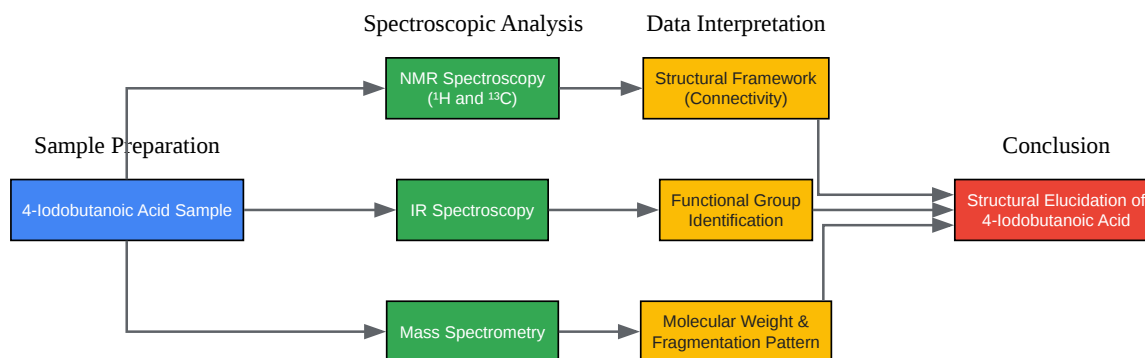 Spectroscopic Analysis
Data Interpretation
NMR Spectroscopy
(¹H and ¹³C)
Structural Framework
(Connectivity)
Sample Preparation
Conclusion
4-Iodobutanoic Acid Sample
IR Spectroscopy
Functional Group
Identification
Structural Elucidation of
4-Iodobutanoic Acid
Mass Spectrometry
Molecular Weight &
Fragmentation Pattern